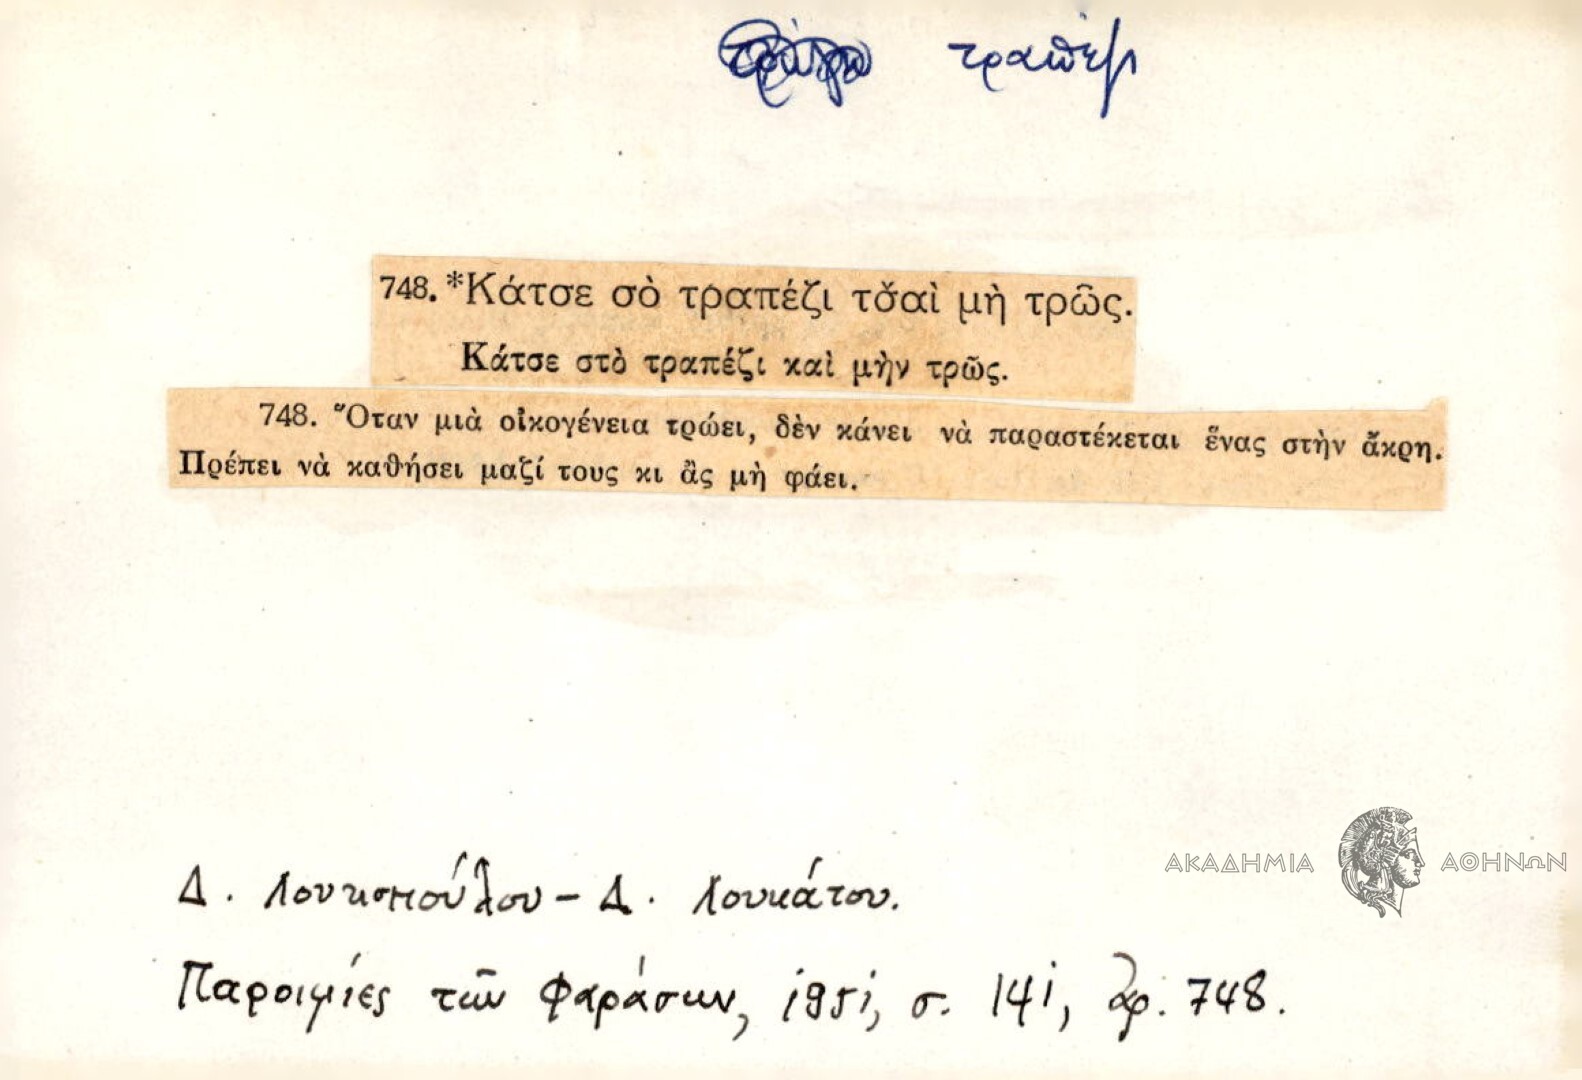 τραπέζι
748. *Κάτσε σὸ τραπέζι τσ̌αὶ μὴ τρῶς.
Κάτσε στὸ τραπέζι καὶ μὴν τρῶς.
748. Ὅταν μιὰ οἰκογένεια τρώει, δὲν κάνει νὰ παραστέκεται ἕνας στὴν ἄκρη.
Πρέπει νὰ καθήσει μαζί τους κι ἂς μὴ φάει.
ΑΚΑΔΗΜΙΑ ΑΘΗΝΩΝ
Δ. Λουκοπούλου – Δ. Λουκάτου.
Παροιμίες τῶν Φαράσων, 1951, σ. 141, ἀρ. 748.